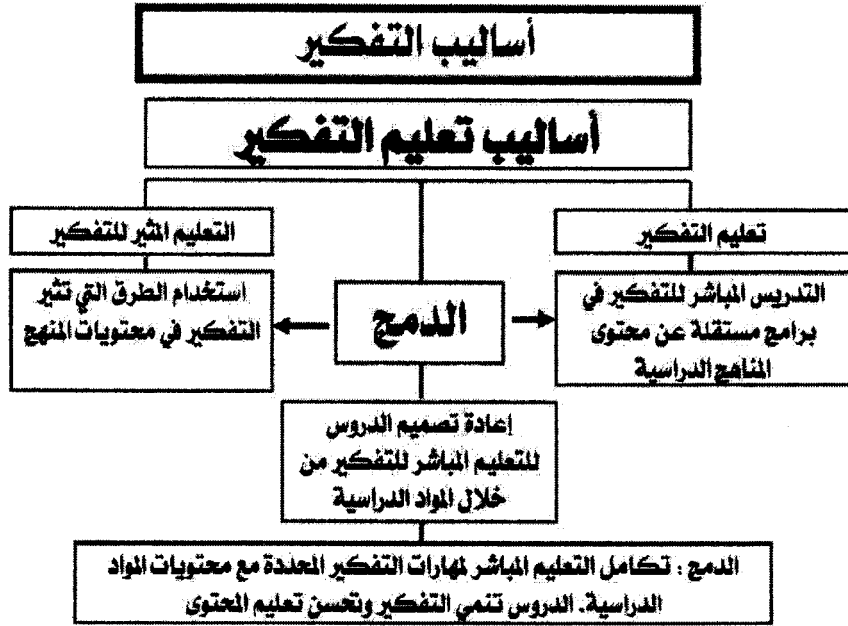 أساليب التفكير
أساليب تعليم التفكير
تعليم التفكير
التعليم المثير للتفكير
التدريس المباشر للتفكير في
برامج مستقلة عن محتوى
المناهج الدراسية
الدمج
استخدام الطرق التي تثير
التفكير في محتويات المنهج
إعادة تصميم الدروس
للتعليم المباشر للتفكير من
خلال المواد الدراسية
الدمج : تكامل التعليم المباشر لمهارات التفكير المحددة مع محتويات المواد
الدراسية. الدروس تنمي التفكير وتحسن تعليم المحتوى